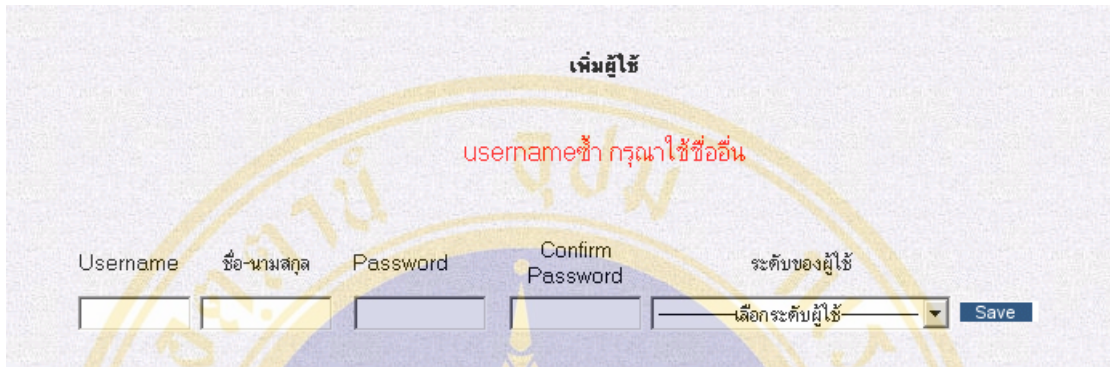 เพิ่มผู้ใช้
usernameซ้ำ กรุณาใช้ชื่ออื่น
Username ชื่อ-นามสกุล Password Confirm Password ระดับของผู้ใช้
เลือกระดับผู้ใช้ Save